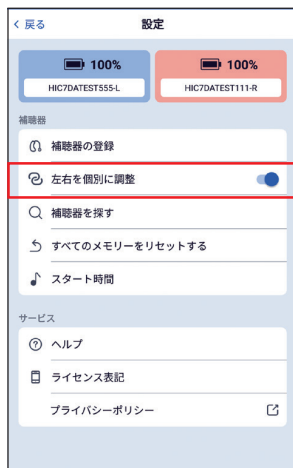 戻る 設定
100% 100%
HIC7DATEST555-L HIC7DATEST111-R
補聴器
補聴器の登録
左右を個別に調整
補聴器を探す
すべてのメモリーをリセットする
スタート時間
サービス
ヘルプ
ライセンス表記
プライバシーポリシー